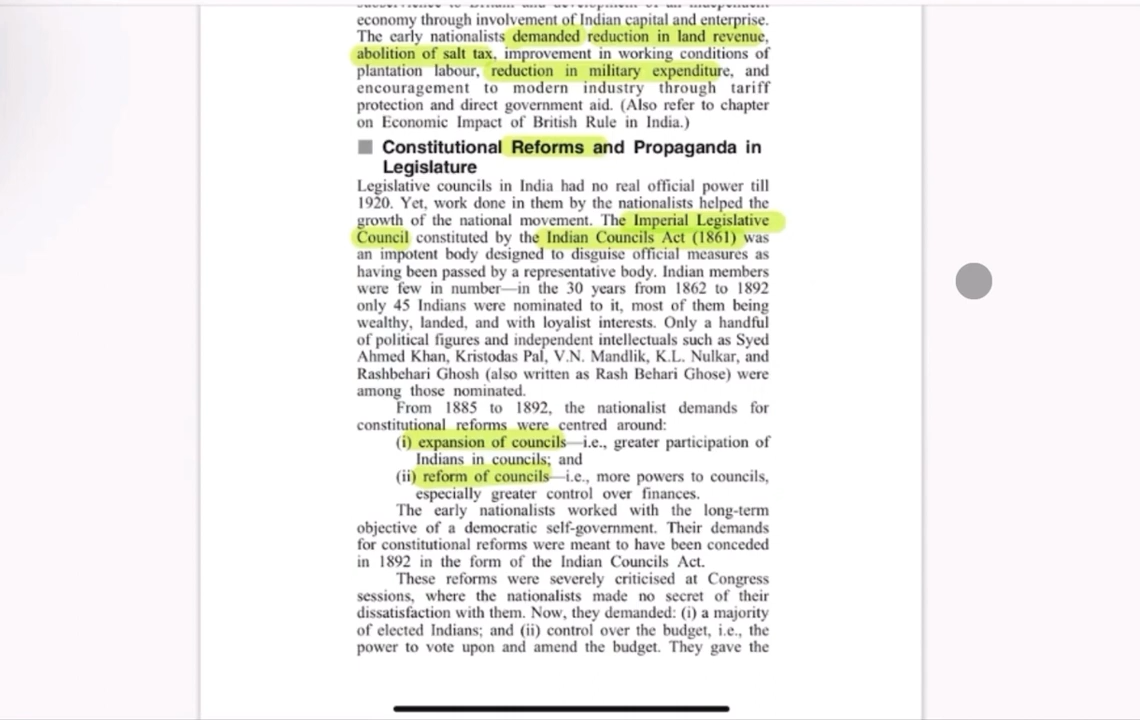 economy through involvement of Indian capital and enterprise.
The early nationalists demanded reduction in land revenue,
abolition of salt tax, improvement in working conditions of
plantation labour, reduction in military expenditure, and
encouragement to modern industry through tariff
protection and direct government aid. (Also refer to chapter
on Economic Impact of British Rule in India.)
Constitutional Reforms and Propaganda in
Legislature
Legislative councils in India had no real official power till
1920. Yet, work done in them by the nationalists helped the
growth of the national movement. The Imperial Legislative
Council constituted by the Indian Councils Act (1861) was
an impotent body designed to disguise official measures as
having been passed by a representative body. Indian members
were few in number—in the 30 years from 1862 to 1892
only 45 Indians were nominated to it, most of them being
wealthy, landed, and with loyalist interests. Only a handful
of political figures and independent intellectuals such as Syed
Ahmed Khan, Kristodas Pal, V.N. Mandlik, K.L. Nulkar, and
Rashbehari Ghosh (also written as Rash Behari Ghose) were
among those nominated.
From 1885 to 1892, the nationalist demands for
constitutional reforms were centred around:
(i) expansion of councils—i.e., greater participation of
Indians in councils; and
(ii) reform of councils—i.e., more powers to councils,
especially greater control over finances.
The early nationalists worked with the long-term
objective of a democratic self-government. Their demands
for constitutional reforms were meant to have been conceded
in 1892 in the form of the Indian Councils Act.
These reforms were severely criticised at Congress
sessions, where the nationalists made no secret of their
dissatisfaction with them. Now, they demanded: (i) a majority
of elected Indians; and (ii) control over the budget, i.e., the
power to vote upon and amend the budget. They gave the